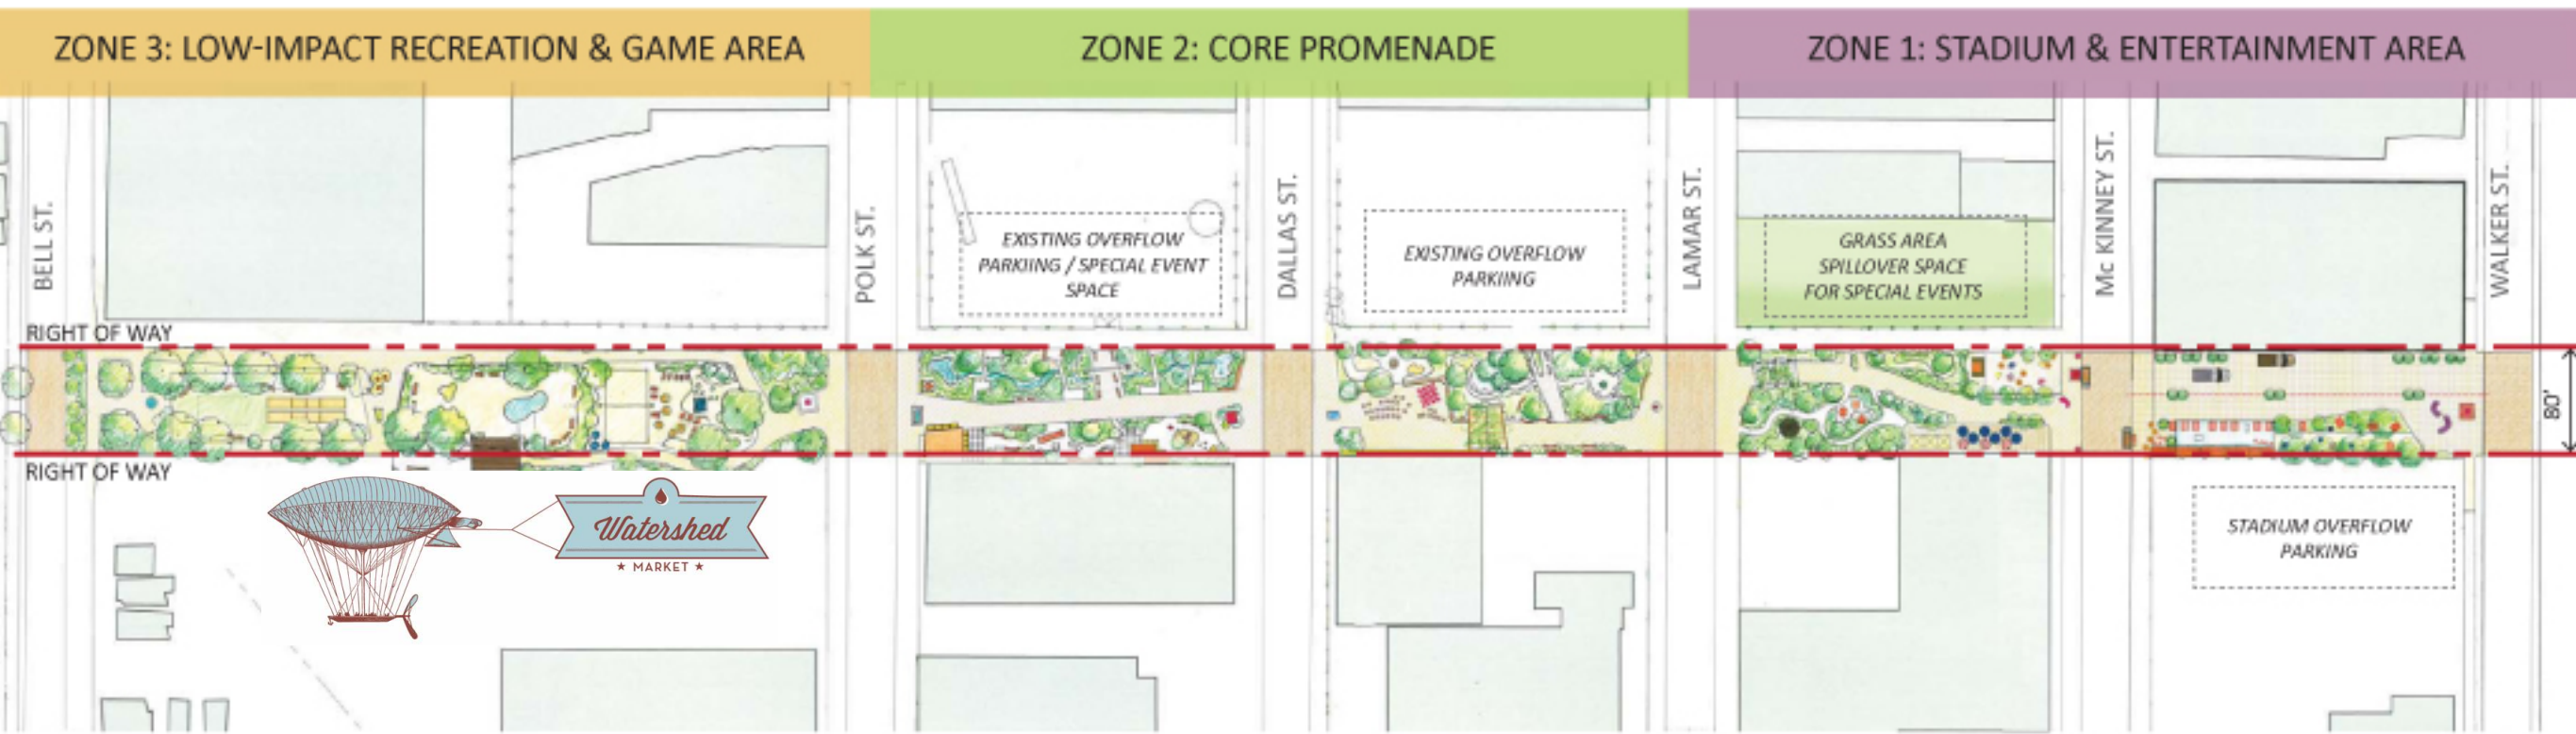 ZONE 3: LOW-IMPACT RECREATION & GAME AREA
ZONE 2: CORE PROMENADE
ZONE 1: STADIUM & ENTERTAINMENT AREA
BELL ST.
POLK ST.
DALLAS ST.
LAMAR ST.
Mc KINNEY ST.
WALKER ST.
EXISTING OVERFLOW
PARKIING / SPECIAL EVENT
SPACE
EXISTING OVERFLOW
PARKIING
GRASS AREA
SPILLOVER SPACE
FOR SPECIAL EVENTS
RIGHT OF WAY
80'
RIGHT OF WAY
Watershed
★ MARKET ★
STADIUM OVERFLOW
PARKING